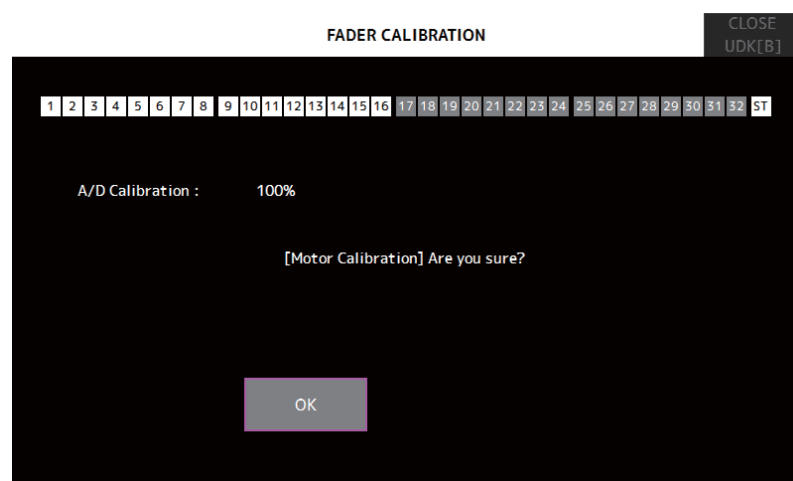 FADER CALIBRATION
CLOSE
UDK[B]
1 2 3 4 5 6 7 8 9 10 11 12 13 14 15 16 17 18 19 20 21 22 23 24 25 26 27 28 29 30 31 32 ST
A/D Calibration : 100%
[Motor Calibration] Are you sure?
OK